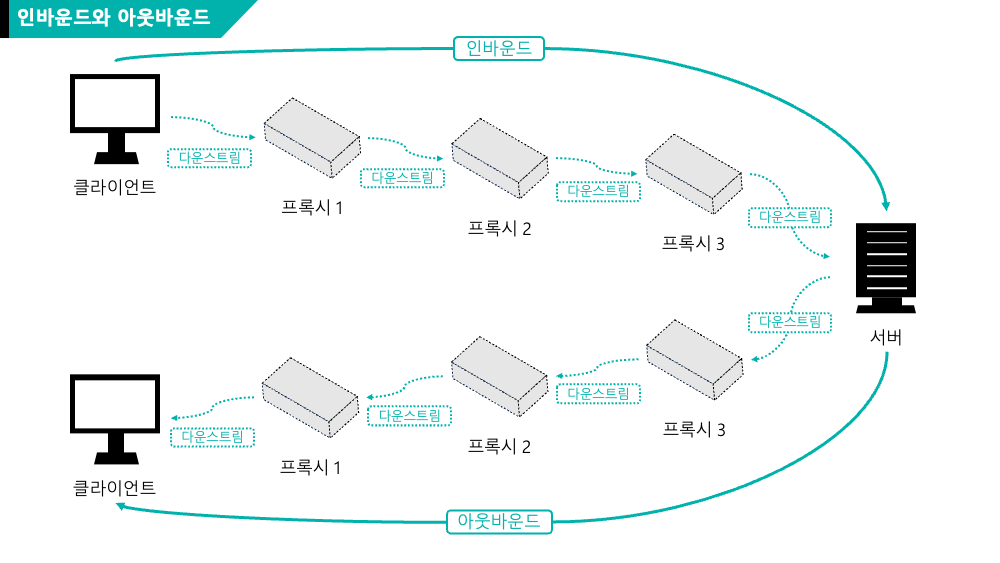 인바운드와 아웃바운드
인바운드
클라이언트
다운스트림
프록시 1
다운스트림
프록시 2
다운스트림
프록시 3
다운스트림
서버
다운스트림
프록시 3
다운스트림
프록시 2
다운스트림
프록시 1
다운스트림
클라이언트
아웃바운드